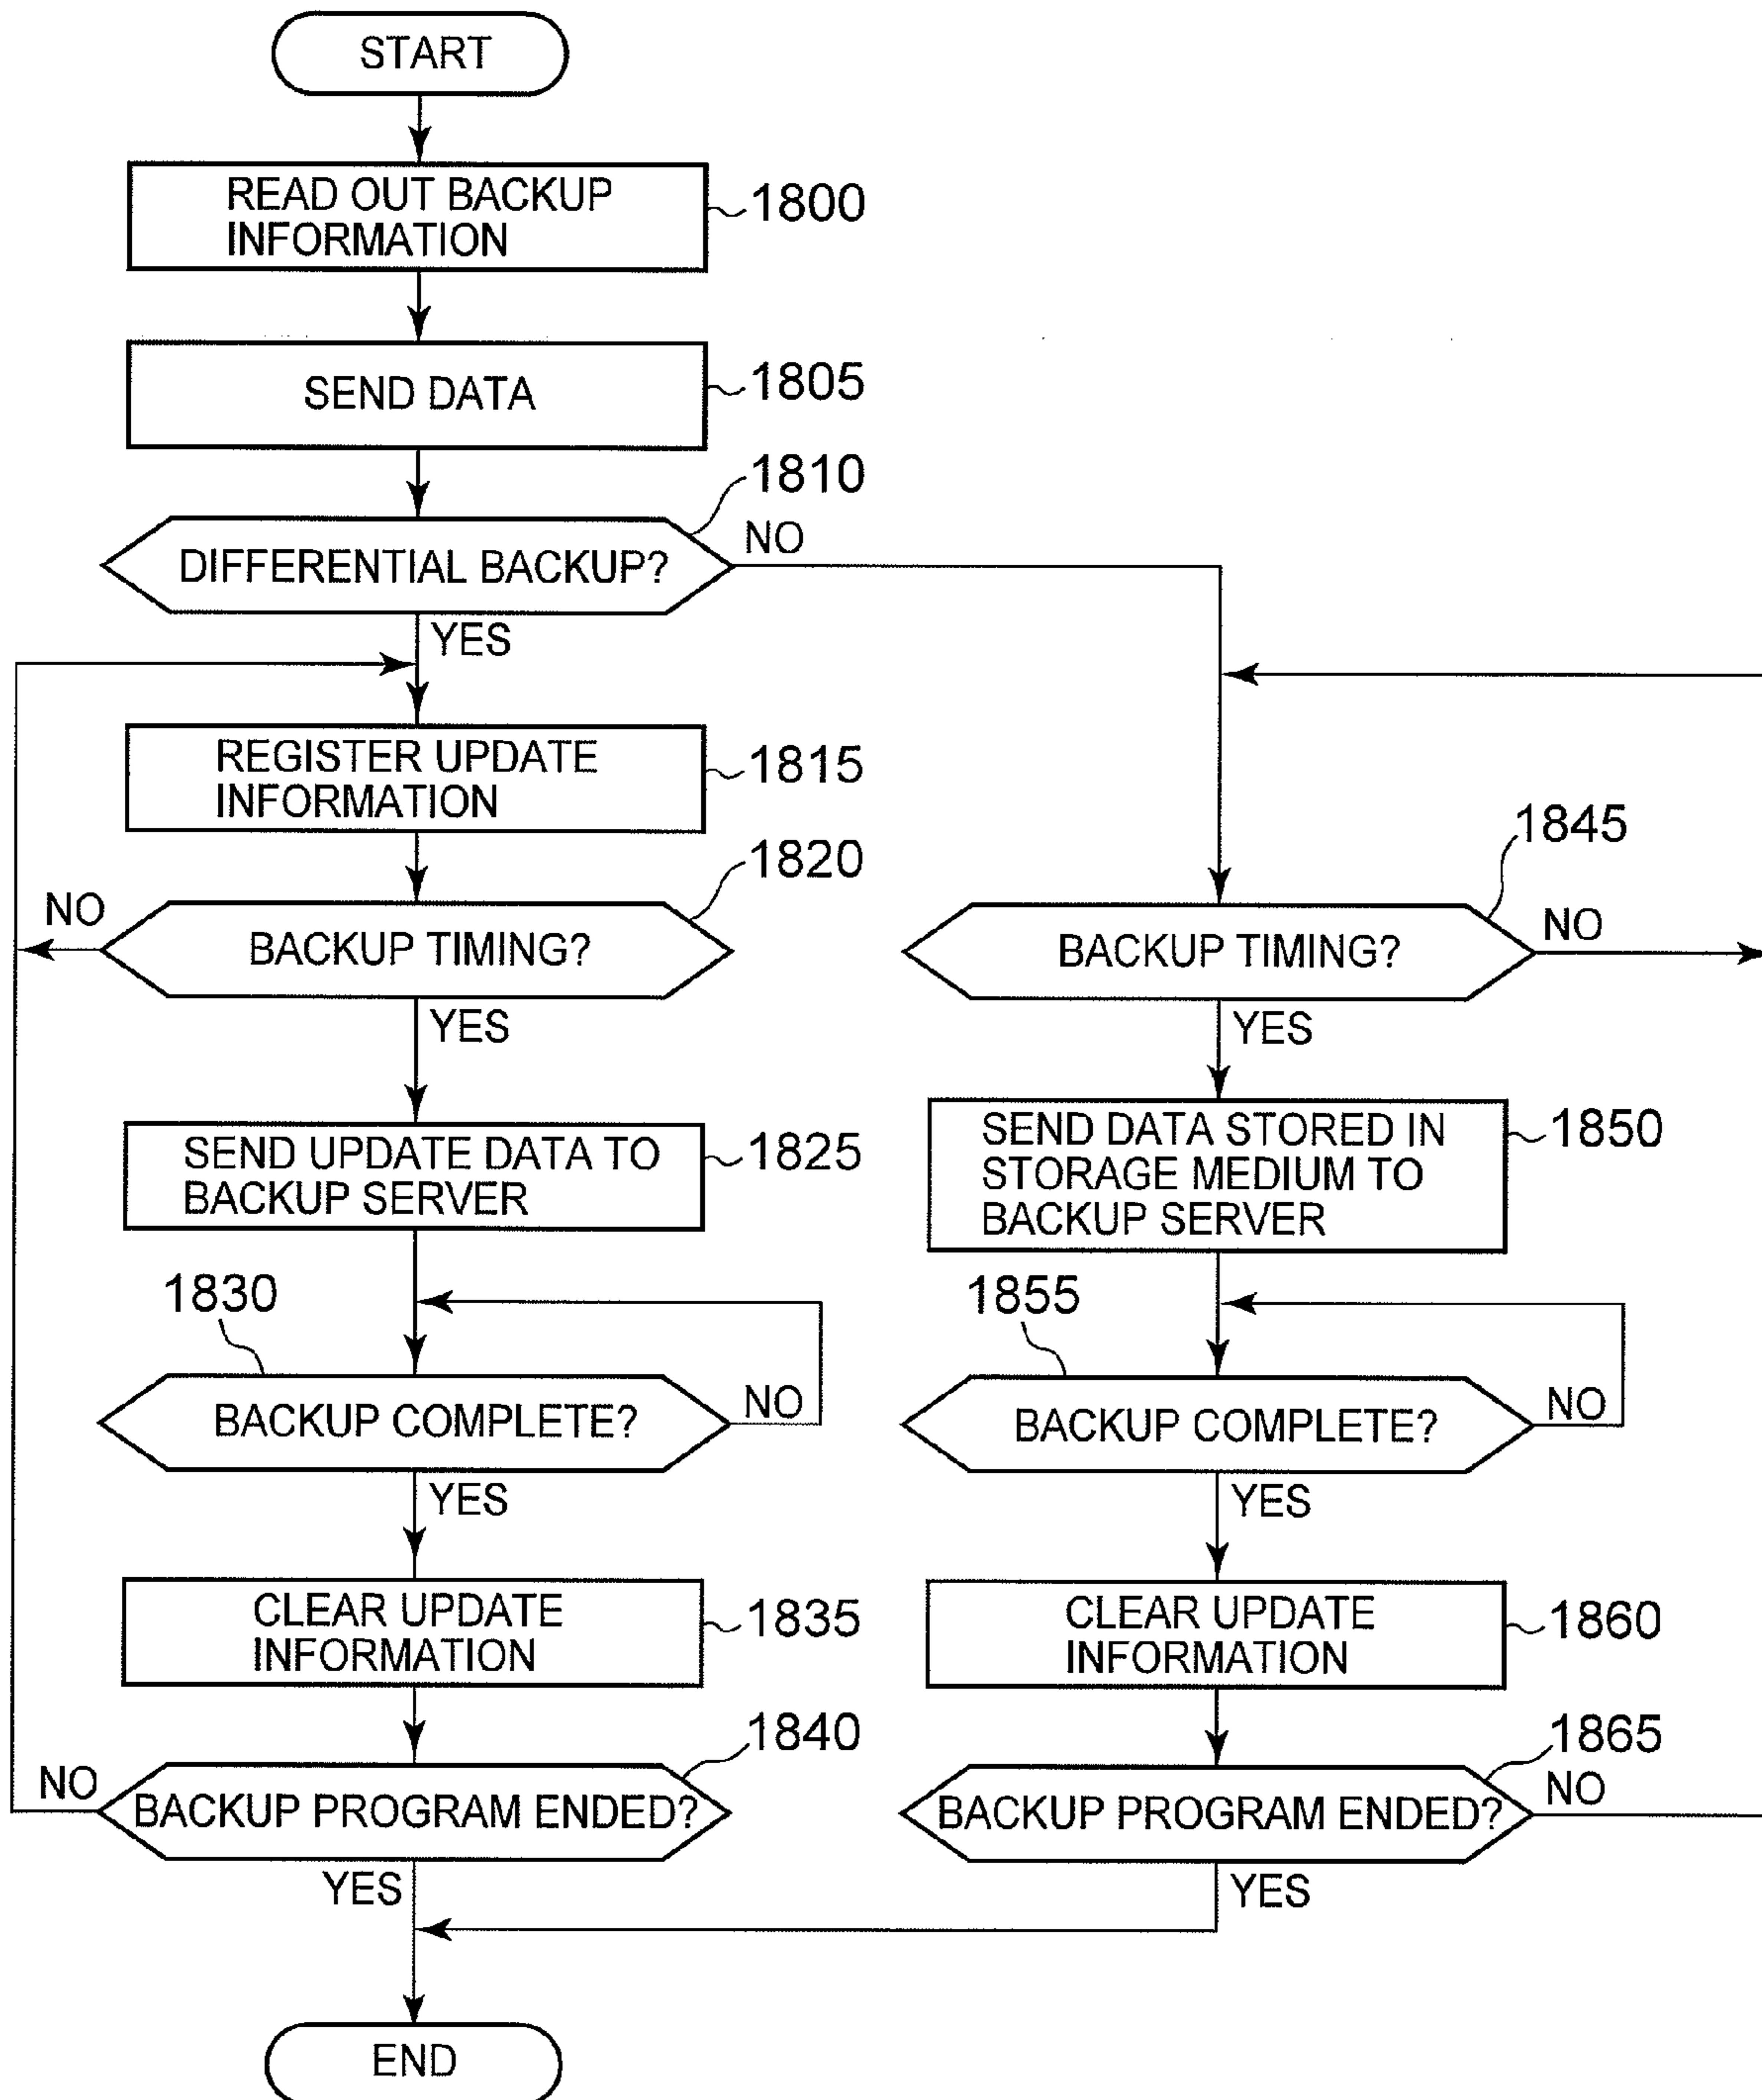 START
READ OUT BACKUP
INFORMATION
1800
SEND DATA
1805
1810
DIFFERENTIAL BACKUP?
NO
YES
REGISTER UPDATE
INFORMATION
1815
1820
NO
BACKUP TIMING?
YES
SEND UPDATE DATA TO
BACKUP SERVER
1825
1830
BACKUP COMPLETE?
NO
YES
CLEAR UPDATE
INFORMATION
1835
1840
NO
BACKUP PROGRAM ENDED?
YES
1845
BACKUP TIMING?
NO
YES
SEND DATA STORED IN
STORAGE MEDIUM TO
BACKUP SERVER
1850
1855
BACKUP COMPLETE?
NO
YES
CLEAR UPDATE
INFORMATION
1860
1865
BACKUP PROGRAM ENDED?
NO
YES
END